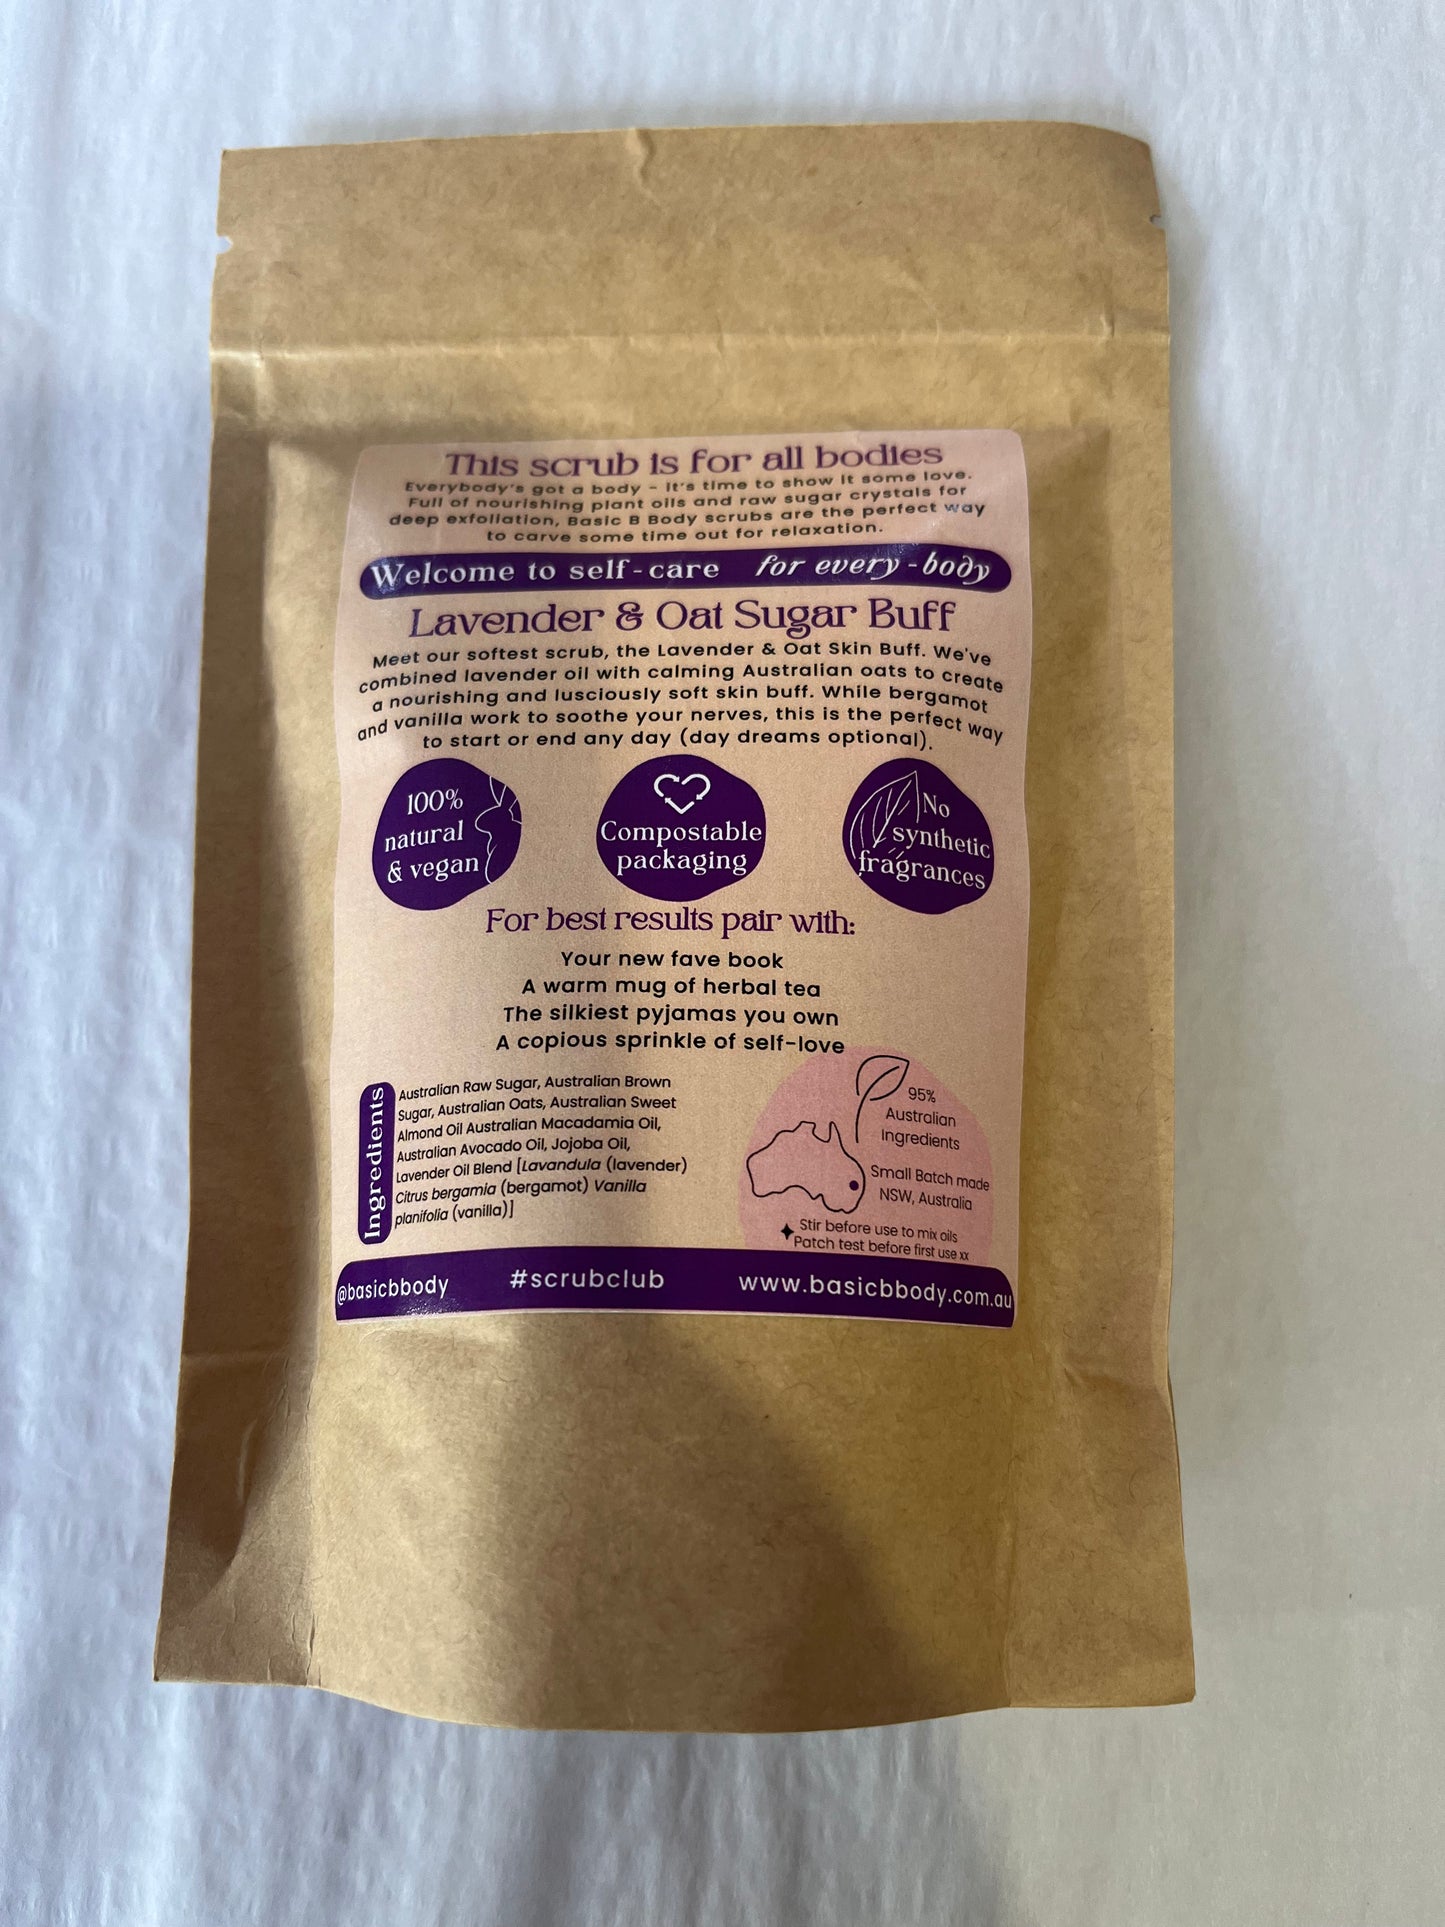 This scrub is for all bodies
Everybody's got a body - it's time to show it some love.
Full of nourishing plant oils and raw sugar crystals for
deep exfoliation, Basic B Body scrubs are the perfect way
to carve some time out for relaxation.
Welcome to self-care for every-body
Lavender & Oat Sugar Buff
Meet our softest scrub, the Lavender & Oat Skin Buff. We've
combined lavender oil with calming Australian oats to create
a nourishing and lusciously soft skin buff. While bergamot
and vanilla work to soothe your nerves, this is the perfect way
to start or end any day (day dreams optional).
100%
natural
& vegan
Compostable
packaging
No
synthetic
fragrances
For best results pair with:
Your new fave book
A warm mug of herbal tea
The silkiest pyjamas you own
A copious sprinkle of self-love
Ingredients
Australian Raw Sugar, Australian Brown
Sugar, Australian Oats, Australian Sweet
Almond Oil Australian Macadamia Oil,
Australian Avocado Oil, Jojoba Oil,
Lavender Oil Blend [Lavandula (lavender)
Citrus bergamia (bergamot) Vanilla
planifolia (vanilla)]
95%
Australian
Ingredients
Small Batch made
NSW, Australia
Stir before use to mix oils
Patch test before first use xx
@basicbbody #scrubclub www.basicbbody.com.au